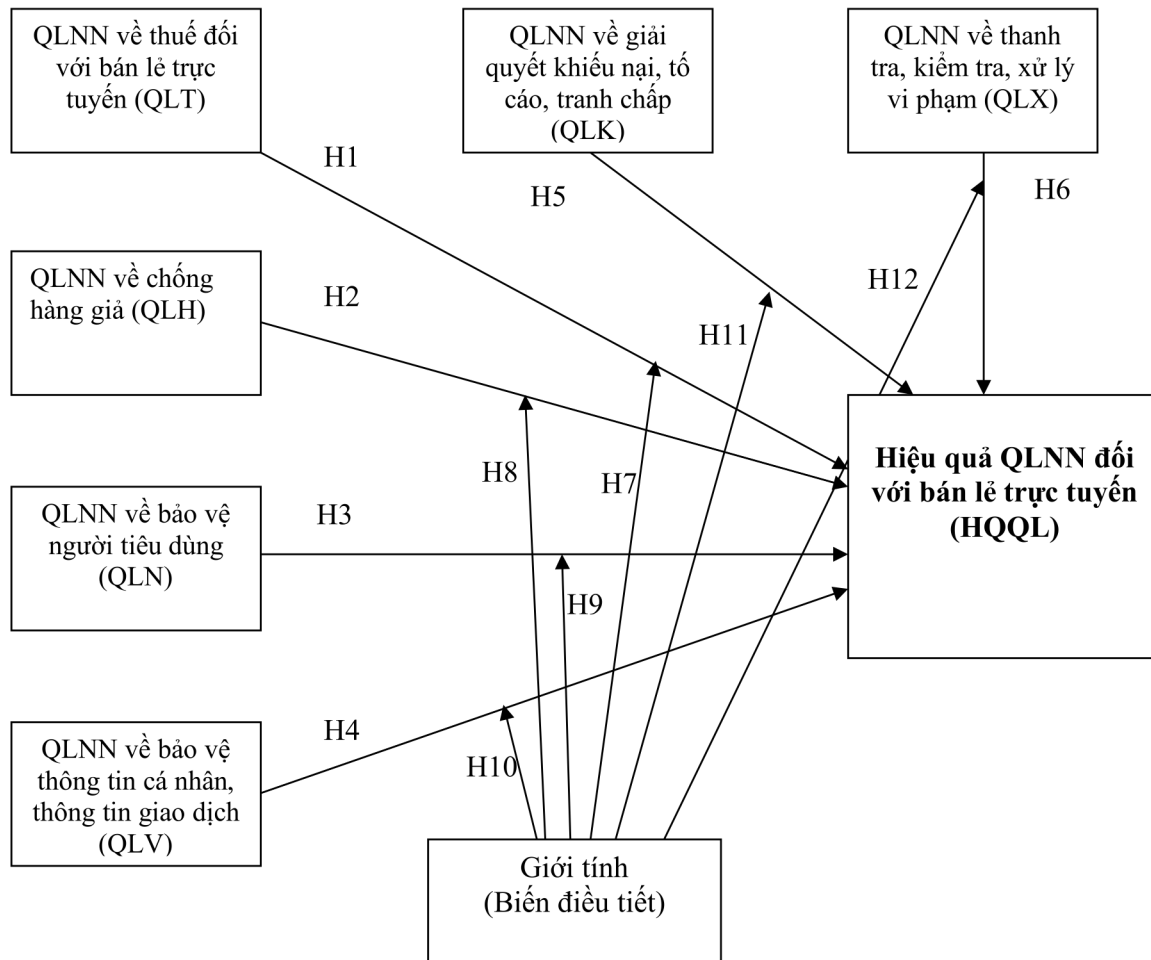 QLNN về thuế đối
với bán lẻ trực
tuyến (QLT)
QLNN về giải
quyết khiếu nại, tố
cáo, tranh chấp
(QLK)
QLNN về thanh
tra, kiểm tra, xử lý
vi phạm (QLX)
H1
H5
H6
QLNN về chống
hàng giả (QLH)
H2
H12
H11
Hiệu quả QLNN đối
với bán lẻ trực tuyến
(HQQL)
H8
H7
QLNN về bảo vệ
người tiêu dùng
(QLN)
H3
H9
QLNN về bảo vệ
thông tin cá nhân,
thông tin giao dịch
(QLV)
H4
H10
Giới tính
(Biến điều tiết)